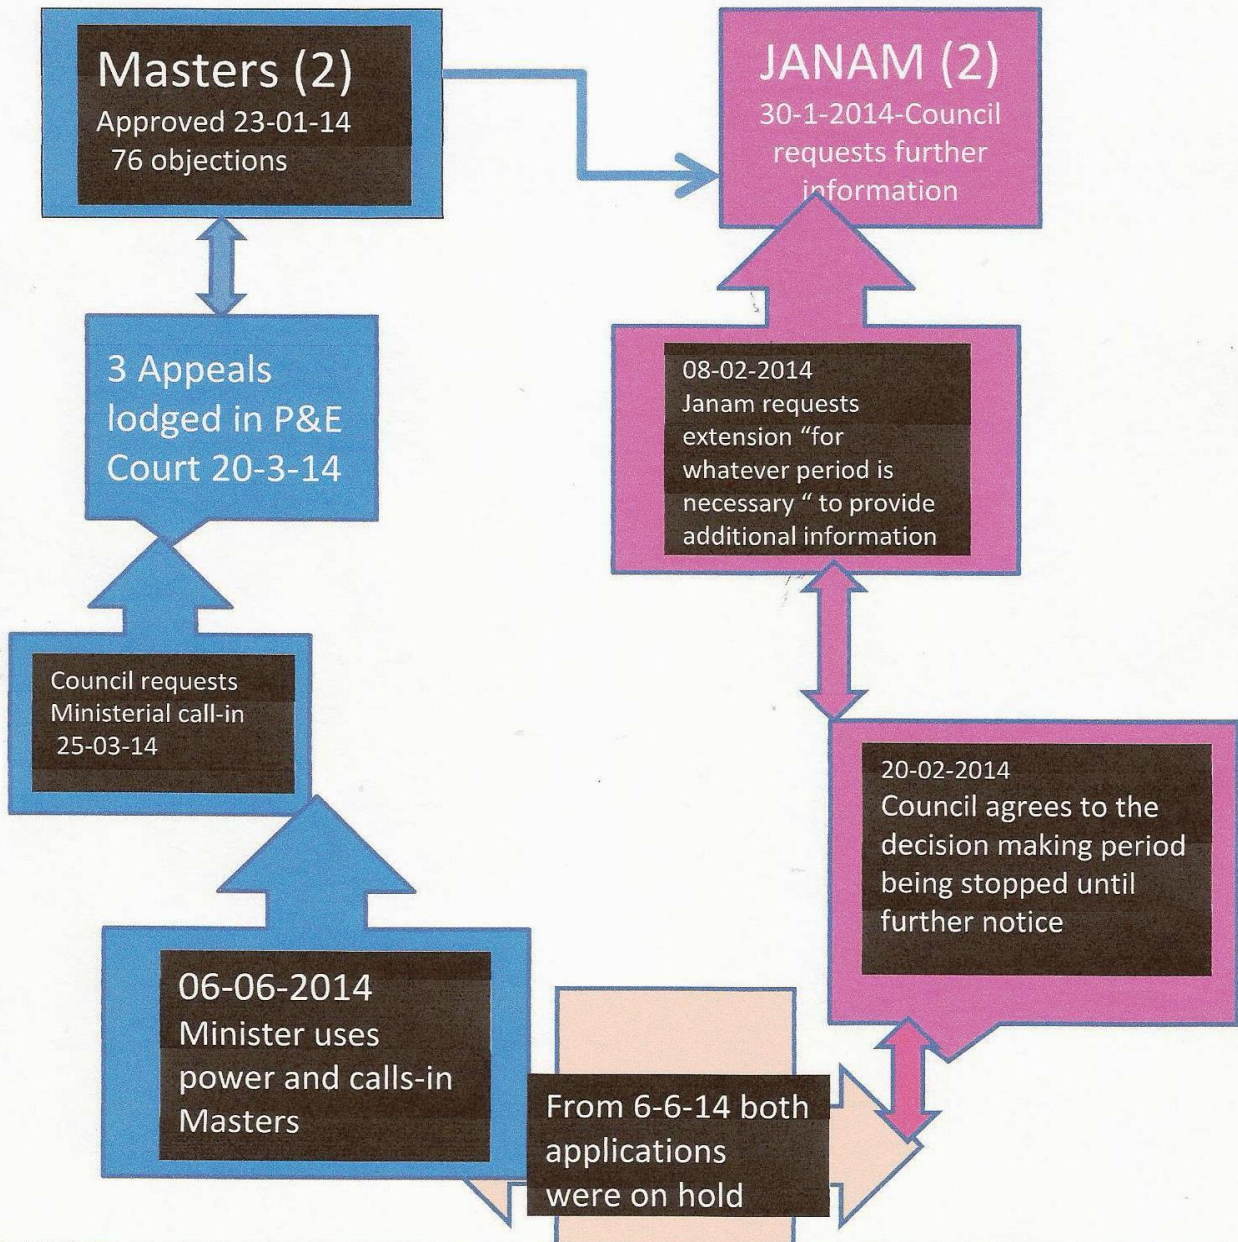 Masters (2)
Approved 23-01-14
76 objections
JANAM (2)
30-1-2014-Council
requests further
information
3 Appeals
lodged in P&E
Court 20-3-14
08-02-2014
Janam requests
extension “for
whatever period is
necessary “ to provide
additional information
Council requests
Ministerial call-in
25-03-14
20-02-2014
Council agrees to the
decision making period
being stopped until
further notice
06-06-2014
Minister uses
power and calls-in
Masters
From 6-6-14 both
applications
were on hold